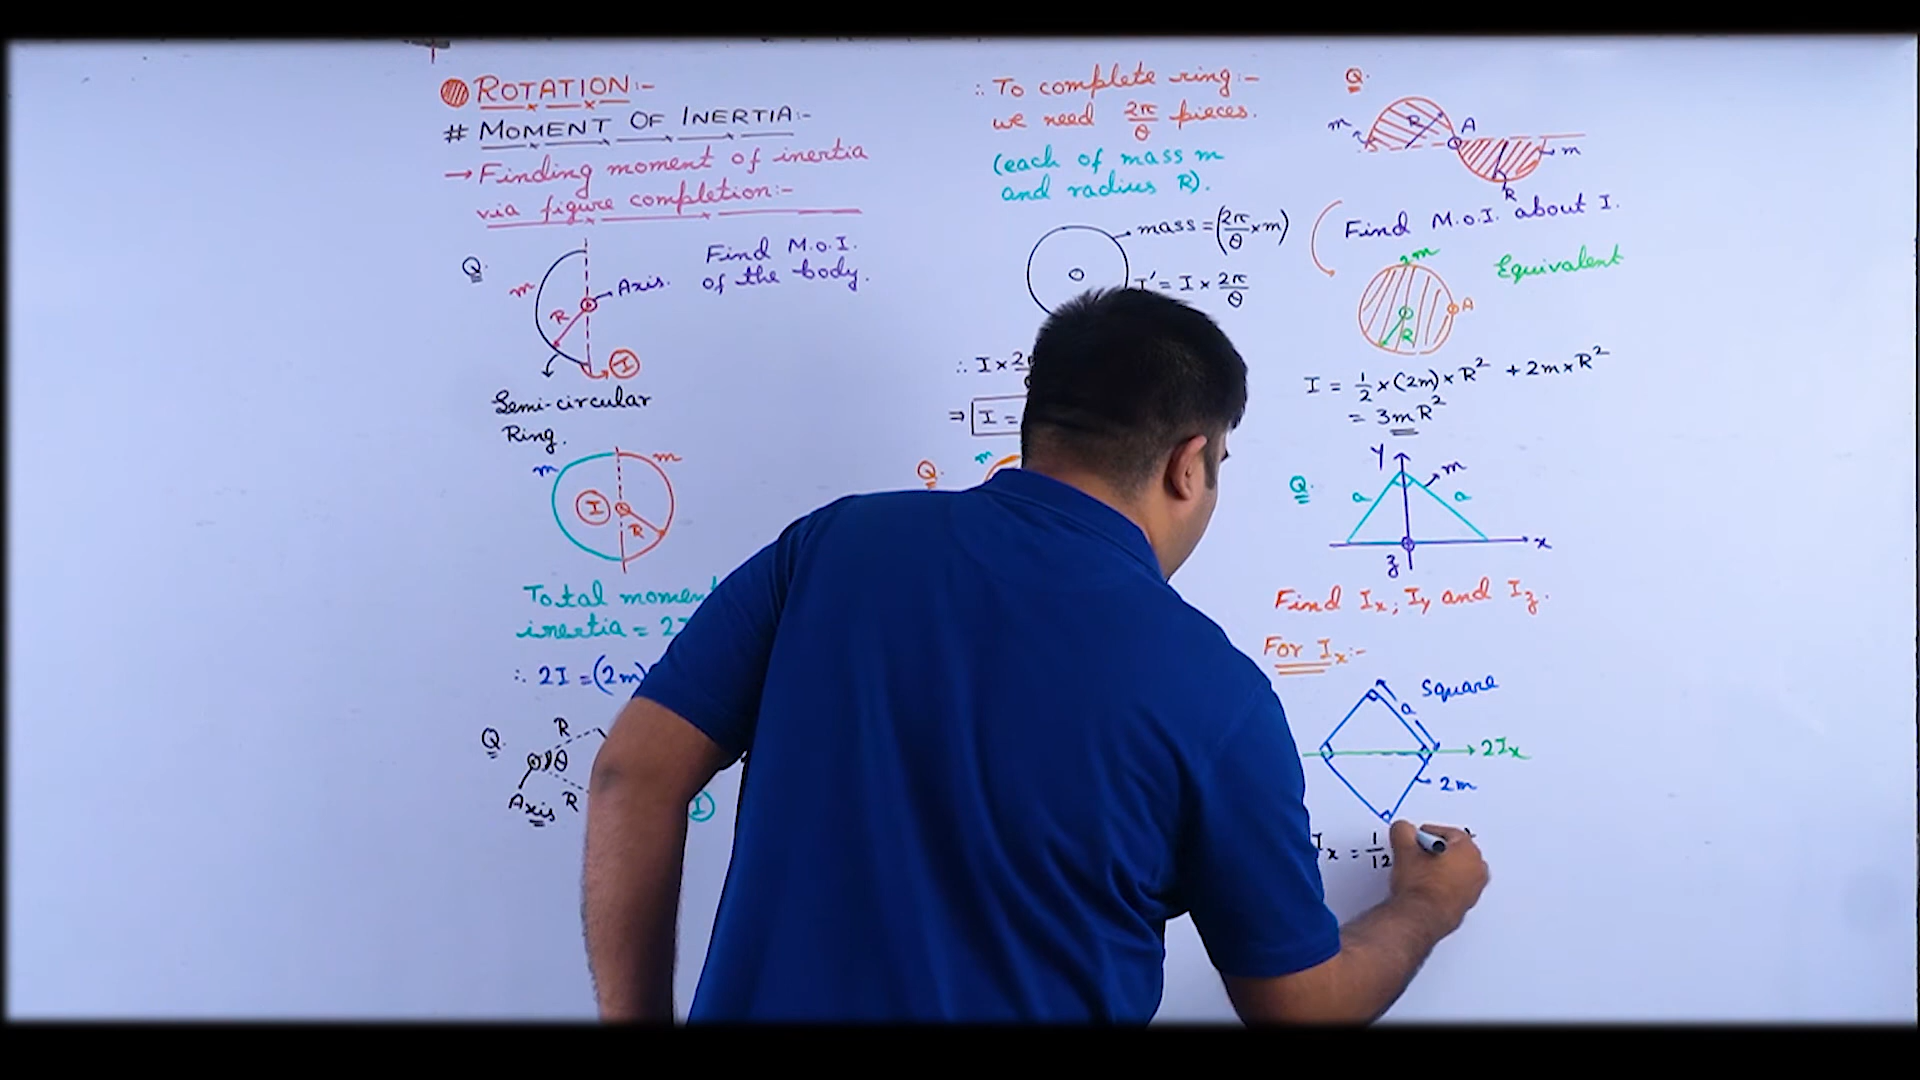 ROTATION:-
# MOMENT OF INERTIA:-
→ Finding moment of inertia
via figure completion:-
Q.
m
R
Axis.
I
Find M.o.I.
of the body.
Semi-circular
Ring.
m
m
I
R
Total momen
inertia = 2
∴ 2I = (2m)
Q.
R
θ
R
Axis
I
∴ To complete ring:-
we need 2π/θ pieces.
(each of mass m
and radius R).
mass = (2π/θ × m)
I' = I × 2π/θ
∴ I × 2
⇒ I =
Q.
m
Q.
m
R
A
m
R
Find M.o.I. about I.
2m
Equivalent
A
R
I = 1/2 × (2m) × R² + 2m × R²
= 3mR²
Q.
Y
m
a
a
x
z
Find Ix, Iy and Iz.
For Ix:-
Square
a
2Ix
2m
Ix = 1/12